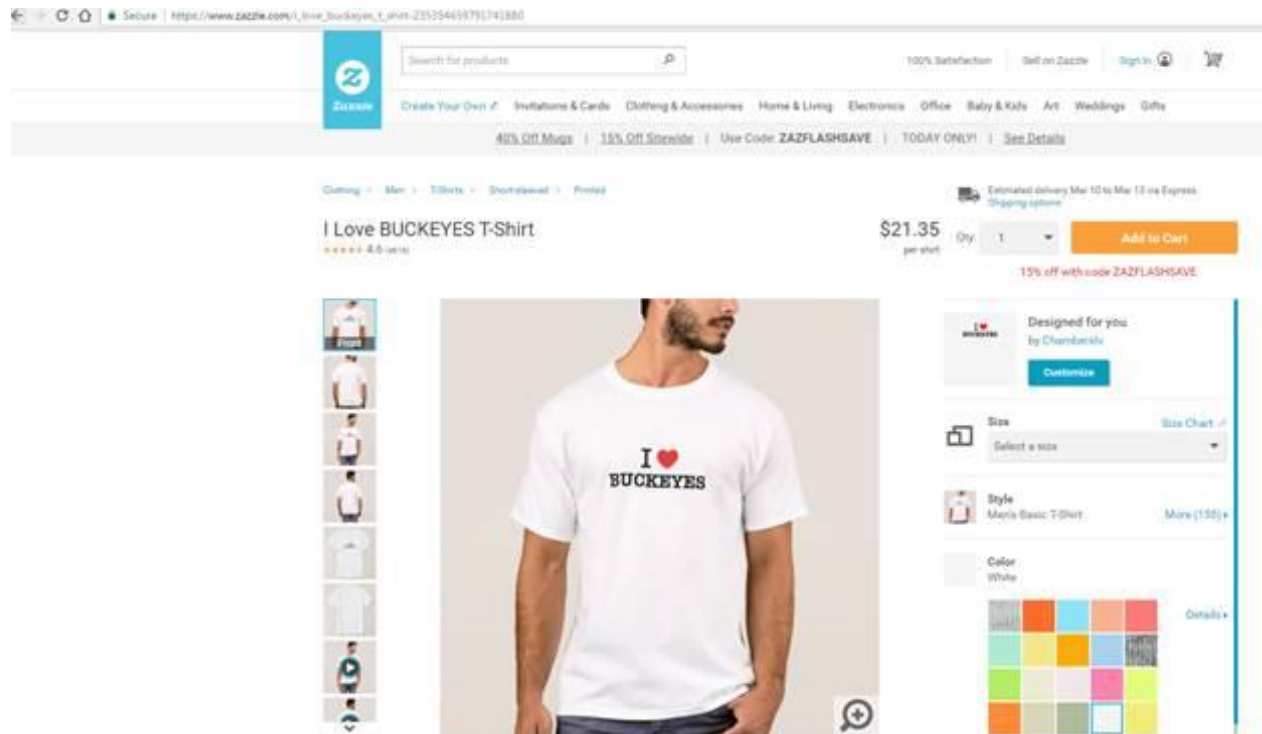 Secure | https://www.zazzle.com/i_love_buckeyes_t_shirt-235354659791741880
Z
Zazzle
Search for products
100% Satisfaction
Sell on Zazzle
Sign in
Create Your Own
Invitations & Cards
Clothing & Accessories
Home & Living
Electronics
Office
Baby & Kids
Art
Weddings
Gifts
40% Off Mugs | 15% Off Sitewide | Use Code: ZAZFLASHSAVE | TODAY ONLY! | See Details
Clothing > Men > T-Shirts > Short-sleeved > Printed
Estimated delivery Mar 10 to Mar 13 via Express
Shipping options
I Love BUCKEYES T-Shirt
4.6
$21.35
per shirt
Qty: 1
Add to Cart
15% off with code ZAZFLASHSAVE
Front
I
BUCKEYES
I
BUCKEYES
Designed for you
by
Customize
Size
Size Chart
Select a size
Style
Men's Basic T-Shirt
More (155)
Color
White
Details